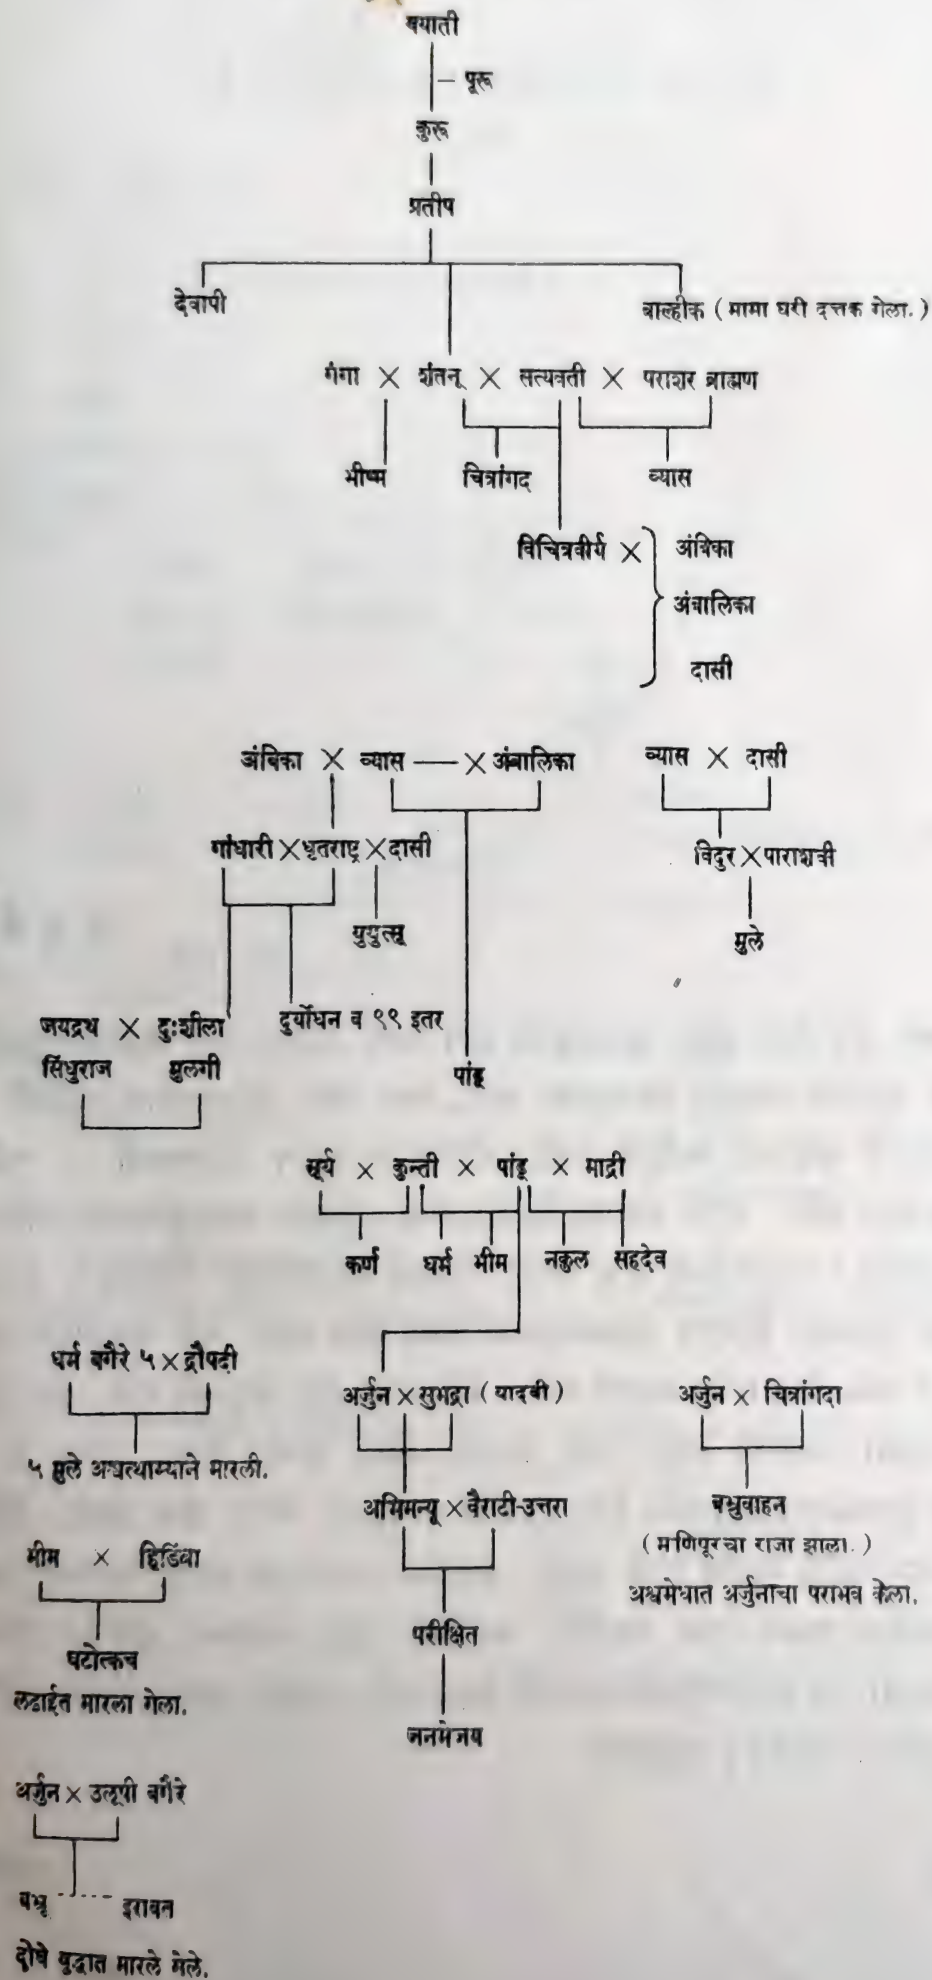 ययाती
— पूरू
कुरू
प्रतीप
देवापी
बाल्हीक ( मामा घरी दत्तक गेला. )
गंगा × शंतनू × सत्यवती × पराशर ब्राह्मण
भीष्म चित्रांगद व्यास
विचित्रवीर्य × } अंबिका
अंबालिका
दासी
अंबिका × व्यास — × अंबालिका व्यास × दासी
गांधारी × धृतराष्ट्र × दासी विदुर × पाराशवी
युयुत्सू मुले
जयद्रथ × दुःशीला दुर्योधन व ९९ इतर
सिंधुराज मुलगी पांडू
सूर्य × कुन्ती × पांडू × माद्री
कर्ण धर्म भीम नकुल सहदेव
धर्म वगैरे ५ × द्रौपदी
अर्जुन × सुभद्रा ( यादवी ) अर्जुन × चित्रांगदा
५ मुले अश्वत्थाम्याने मारली.
अभिमन्यू × वैराटी-उत्तरा बभ्रुवाहन
( मणिपूरचा राजा झाला. )
भीम × हिडिंबा
अश्वमेधात अर्जुनाचा पराभव केला.
परीक्षित
घटोत्कच
लढाईत मारला गेला.
जनमेजय
अर्जुन × उलूपी वगैरे
बभ्रू ----- इरावन
दोघे युद्धात मारले गेले.